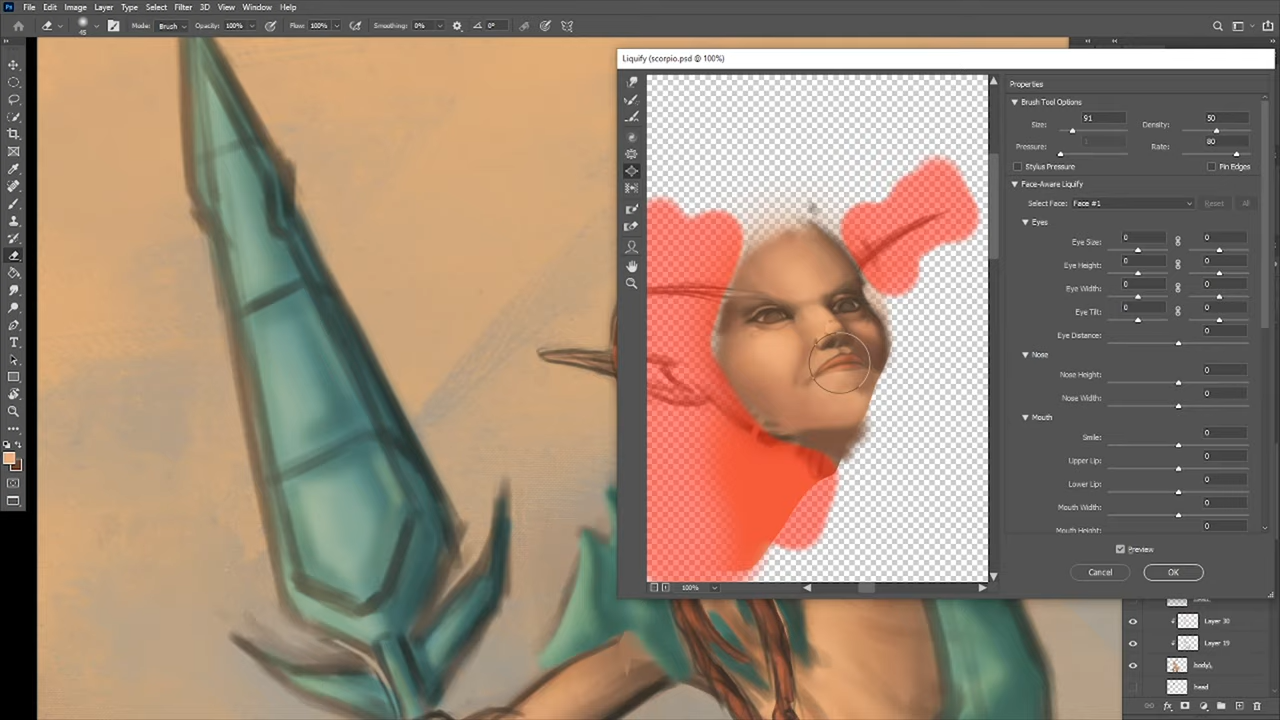 Ps File Edit Image Layer Type Select Filter 3D View Window Help
45 Mode: Brush Opacity: 100% Flow: 100% Smoothing: 0% 0°
Liquify (scorpio.psd @ 100%)
Properties
Brush Tool Options
Size: 91 Density: 50
Pressure: Rate: 80
Stylus Pressure Pin Edges
Face-Aware Liquify
Select Face: Face #1 Reset All
Eyes
Eye Size: 0 0
Eye Height: 0 0
Eye Width: 0 0
Eye Tilt: 0 0
Eye Distance: 0
Nose
Nose Height: 0
Nose Width: 0
Mouth
Smile: 0
Upper Lip: 0
Lower Lip: 0
Mouth Width: 0
Mouth Height: 0
Preview
Cancel OK
100%
Layer 30
Layer 19
body\
head
fx